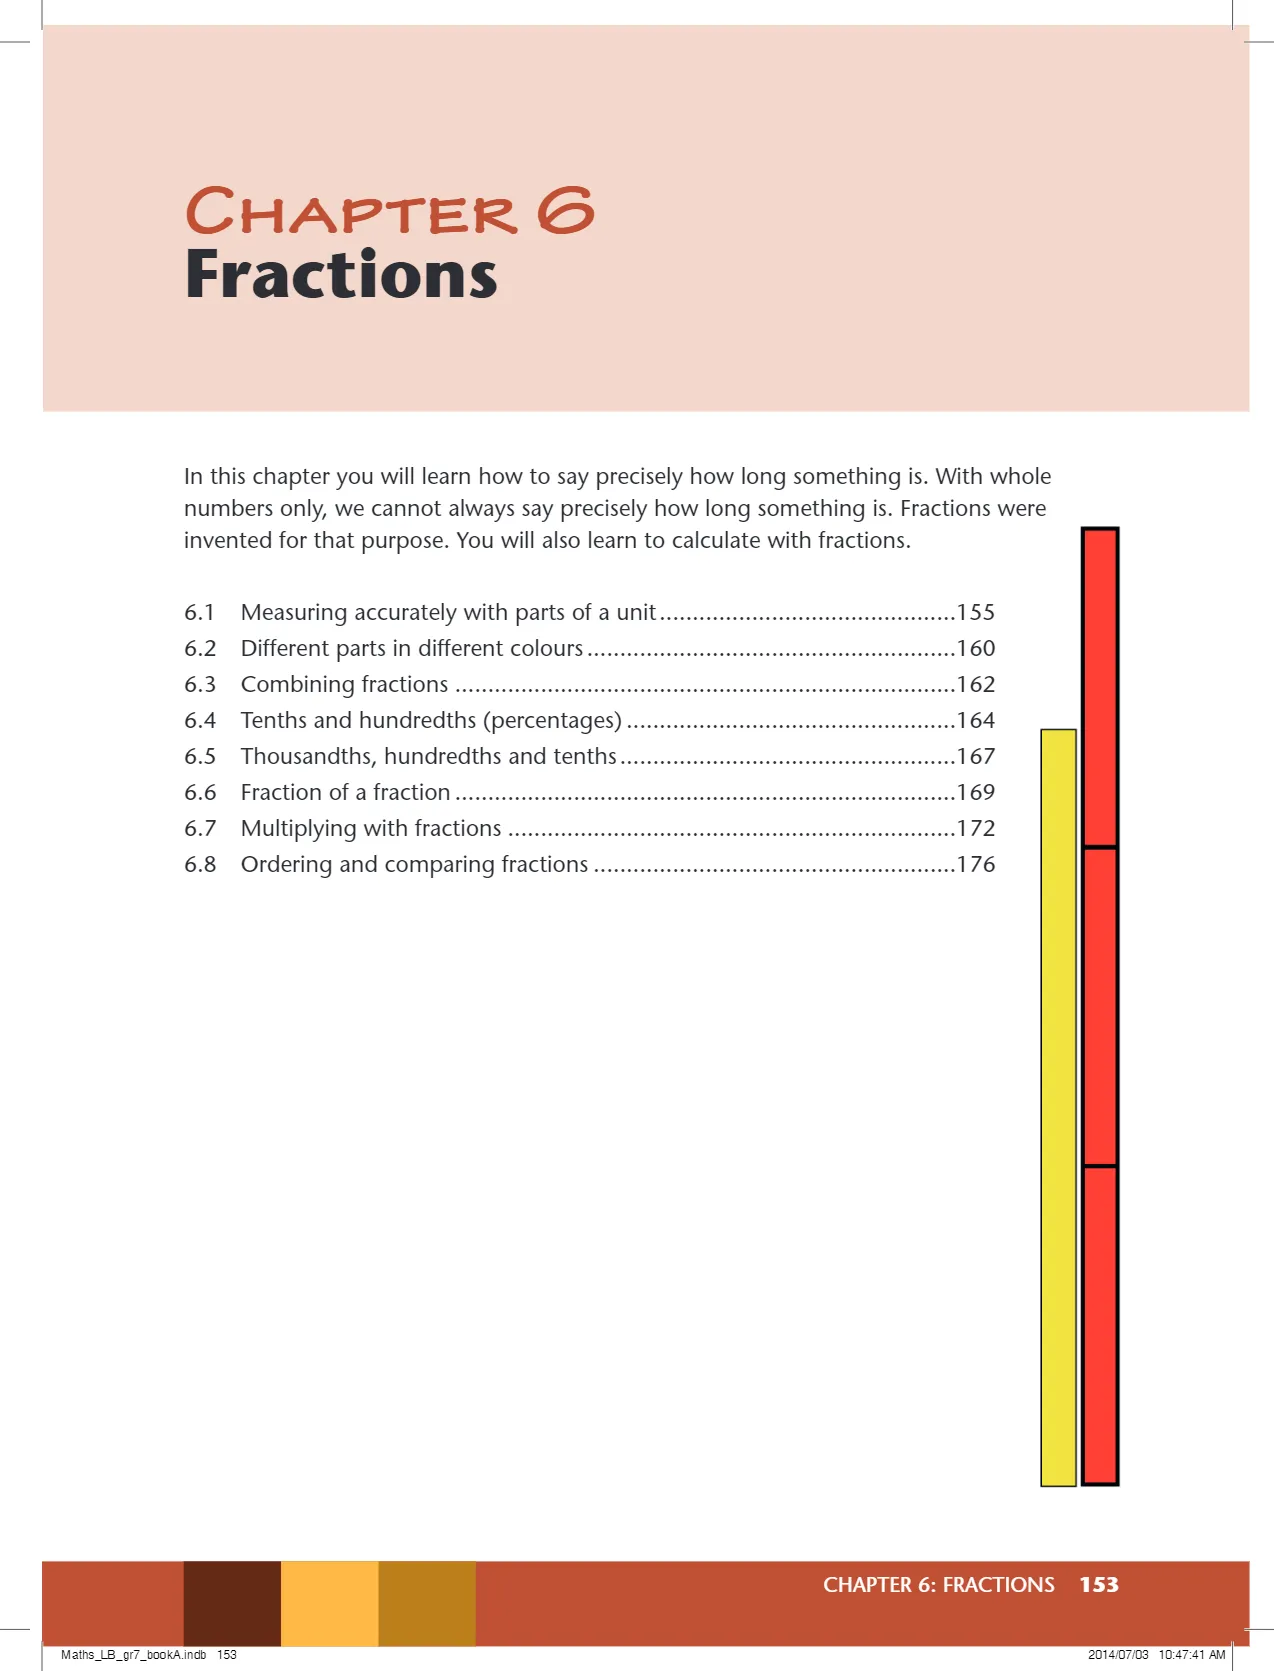 CHAPTER 6
Fractions
In this chapter you will learn how to say precisely how long something is. With whole
numbers only, we cannot always say precisely how long something is. Fractions were
invented for that purpose. You will also learn to calculate with fractions.
6.1 Measuring accurately with parts of a unit.............................................155
6.2 Different parts in different colours........................................................160
6.3 Combining fractions ............................................................................162
6.4 Tenths and hundredths (percentages)..................................................164
6.5 Thousandths, hundredths and tenths...................................................167
6.6 Fraction of a fraction............................................................................169
6.7 Multiplying with fractions ....................................................................172
6.8 Ordering and comparing fractions .......................................................176
CHAPTER 6: FRACTIONS 153
Maths_LB_gr7_bookA.indb 153
2014/07/03 10:47:41 AM